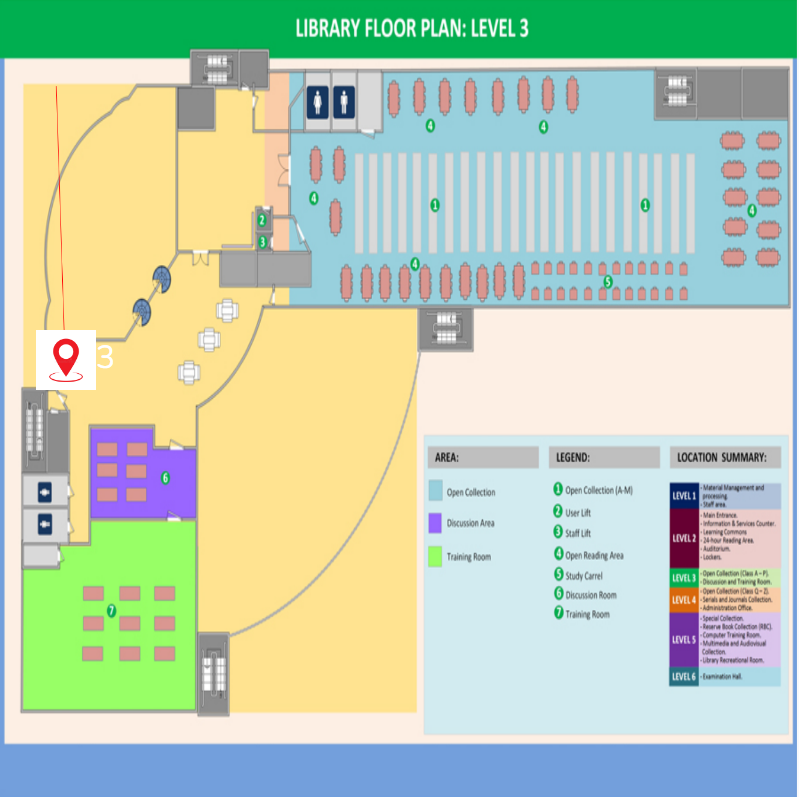 LIBRARY FLOOR PLAN: LEVEL 3
4
4
1
1
4
4
2
3
4
5
3
6
7
AREA:
Open Collection
Discussion Area
Training Room
LEGEND:
1 Open Collection (A-M)
2 User Lift
3 Staff Lift
4 Open Reading Area
5 Study Carrel
6 Discussion Room
7 Training Room
LOCATION SUMMARY:
LEVEL 1
- Material Management and
processing.
- Staff area.
LEVEL 2
- Main Entrance.
- Information & Services Counter.
- Learning Commons
- 24-hour Reading Area.
- Auditorium.
- Lockers.
LEVEL 3
- Open Collection (Class A – P).
- Discussion and Training Room.
LEVEL 4
- Open Collection (Class Q – Z).
- Serials and Journals Collection.
- Administration Office.
LEVEL 5
- Special Collection.
- Reserve Book Collection (RBC).
- Computer Training Room.
- Multimedia and Audiovisual
Collection.
- Library Recreational Room.
LEVEL 6
- Examination Hall.